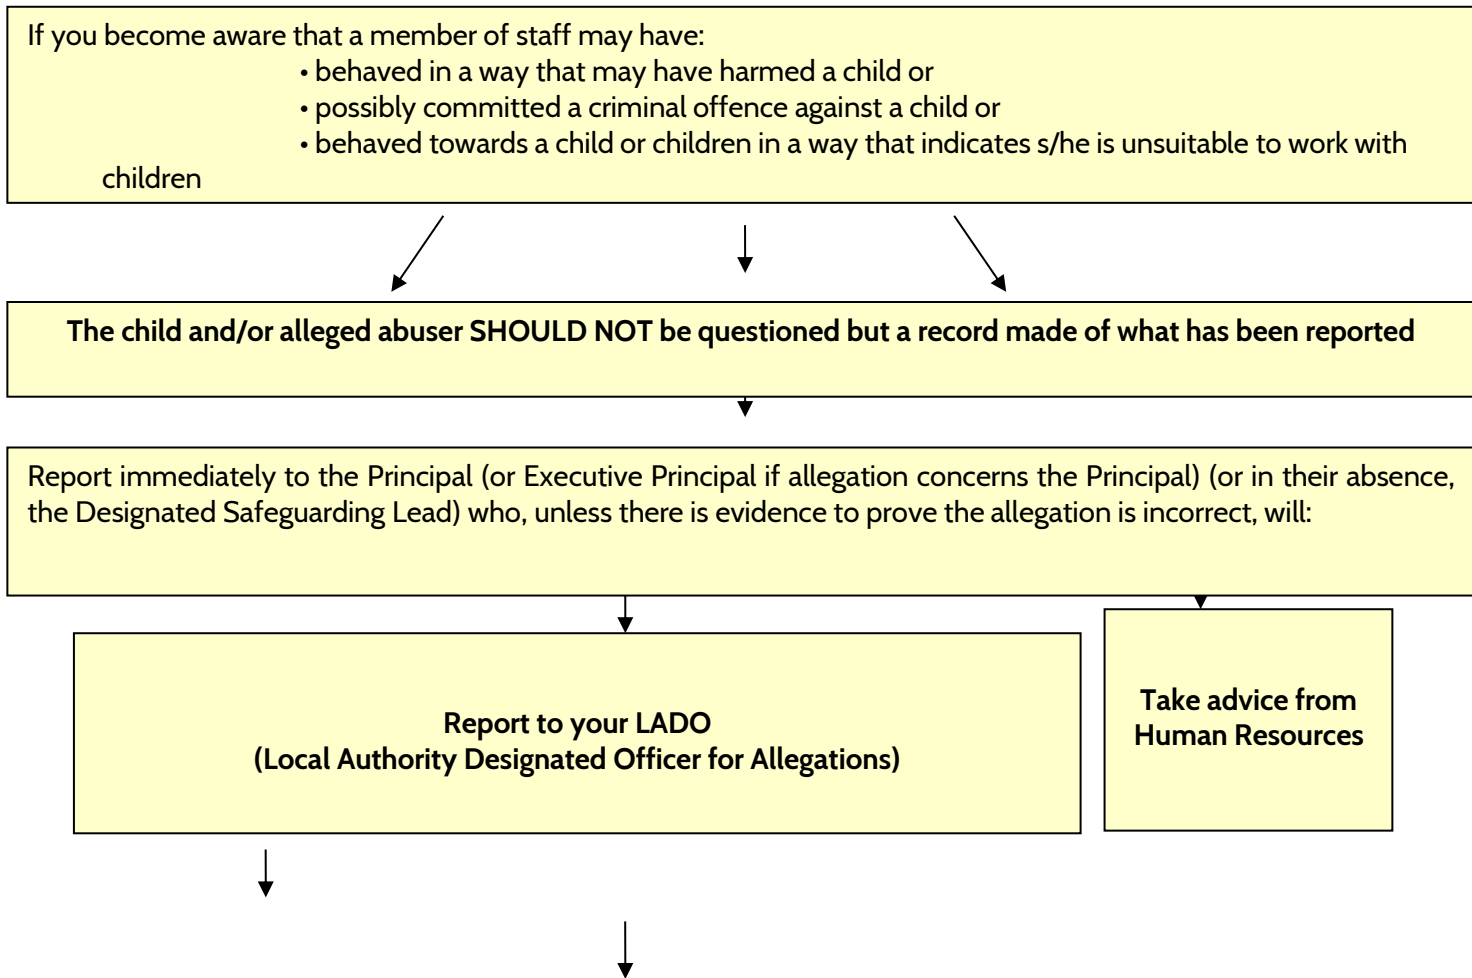 If you become aware that a member of staff may have:
• behaved in a way that may have harmed a child or
• possibly committed a criminal offence against a child or
• behaved towards a child or children in a way that indicates s/he is unsuitable to work with
children
The child and/or alleged abuser SHOULD NOT be questioned but a record made of what has been reported
Report immediately to the Principal (or Executive Principal if allegation concerns the Principal) (or in their absence,
the Designated Safeguarding Lead) who, unless there is evidence to prove the allegation is incorrect, will:
Report to your LADO
(Local Authority Designated Officer for Allegations)
Take advice from
Human Resources